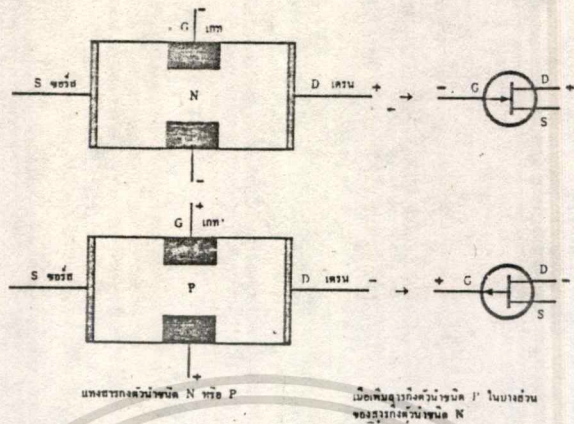 -
G เกท
S ซอร์ส
N
D เดรน +
-
-
- G D +
S
+
G เกท
S ซอร์ส
P
D เดรน -
+
+ G D -
S
แท่งสารกึ่งตัวนำชนิด N หรือ P
เมื่อเพิ่มสารกึ่งตัวนำชนิด P ในบางส่วน
ของสารกึ่งตัวนำชนิด N